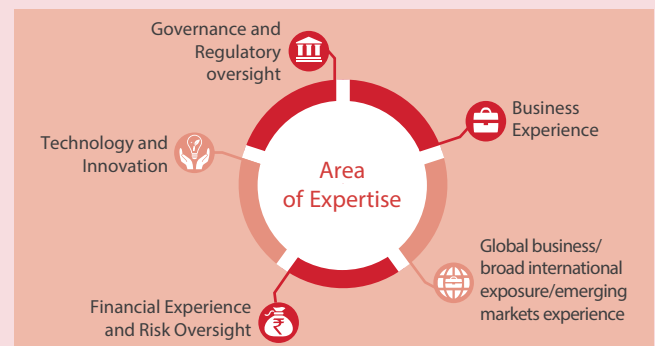 Governance and
Regulatory
oversight
Business
Experience
Technology and
Innovation
Area
of Expertise
Global business/
broad international
exposure/emerging
markets experience
Financial Experience
and Risk Oversight
₹